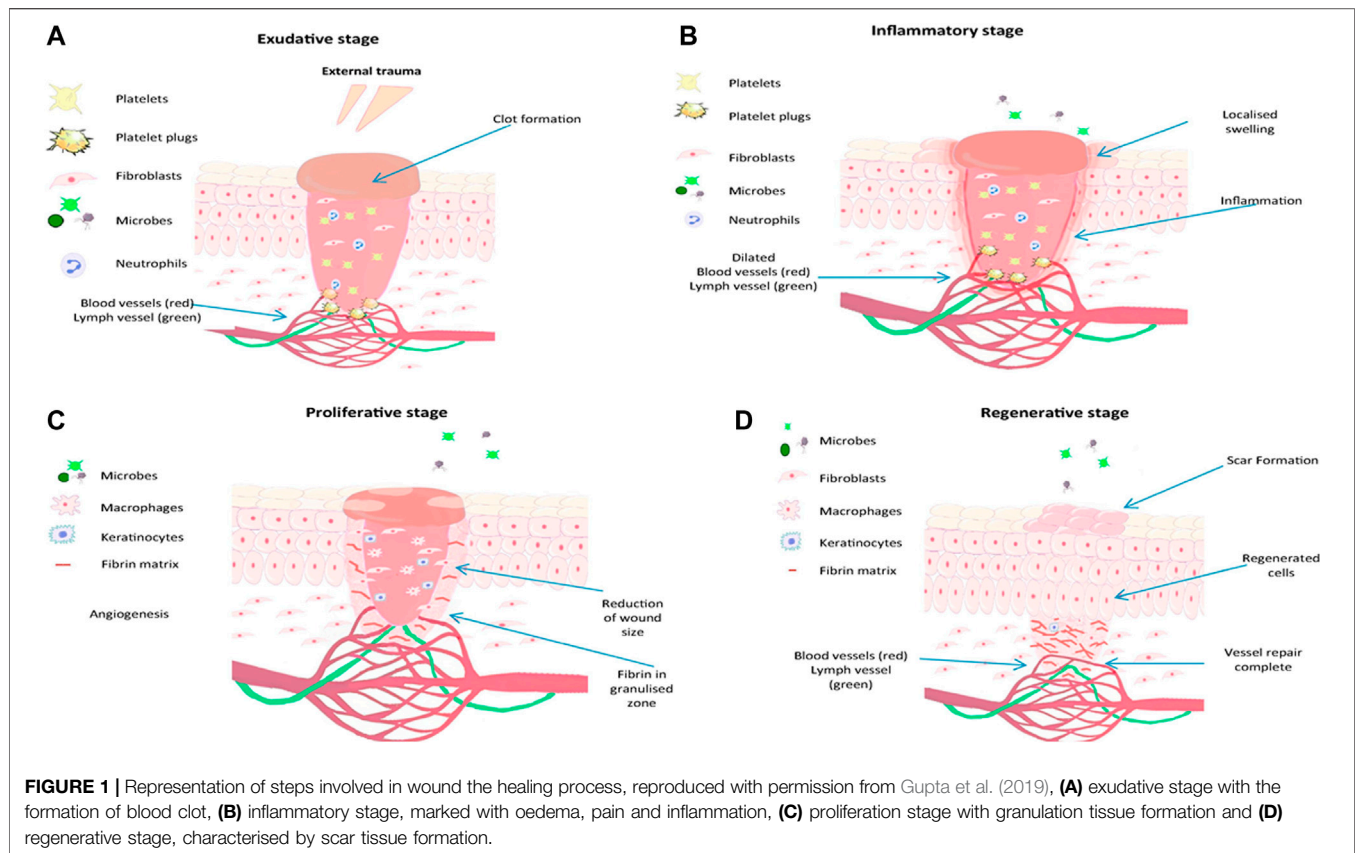 A
Exudative stage
External trauma
Platelets
Platelet plugs
Fibroblasts
Microbes
Neutrophils
Blood vessels (red)
Lymph vessel (green)
Clot formation
B
Inflammatory stage
Platelets
Platelet plugs
Fibroblasts
Microbes
Neutrophils
Dilated
Blood vessels (red)
Lymph vessel (green)
Localised
swelling
Inflammation
C
Proliferative stage
Microbes
Macrophages
Keratinocytes
Fibrin matrix
Angiogenesis
Reduction
of wound
size
Fibrin in
granulised
zone
D
Regenerative stage
Microbes
Fibroblasts
Macrophages
Keratinocytes
Fibrin matrix
Blood vessels (red)
Lymph vessel
(green)
Scar Formation
Regenerated
cells
Vessel repair
complete
FIGURE 1 | Representation of steps involved in wound the healing process, reproduced with permission from Gupta et al. (2019), (A) exudative stage with the
formation of blood clot, (B) inflammatory stage, marked with oedema, pain and inflammation, (C) proliferation stage with granulation tissue formation and (D)
regenerative stage, characterised by scar tissue formation.